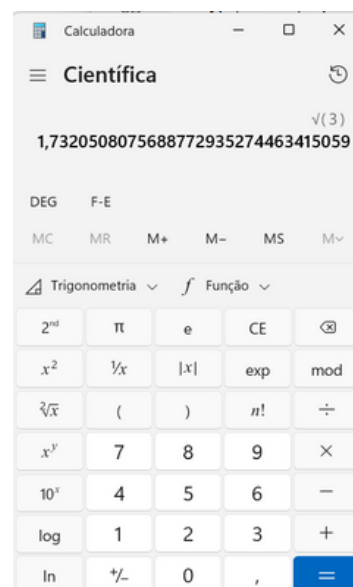 Calculadora
Científica
√(3)
1,7320508075688772935274463415059
DEG F-E
MC MR M+ M− MS M˅
Trigonometria f Função
2ⁿᵈ π e CE
x² ¹/x |x| exp mod
²√x ( ) n! ÷
xʸ 7 8 9 ×
10ˣ 4 5 6 −
log 1 2 3 +
ln +/− 0 , =